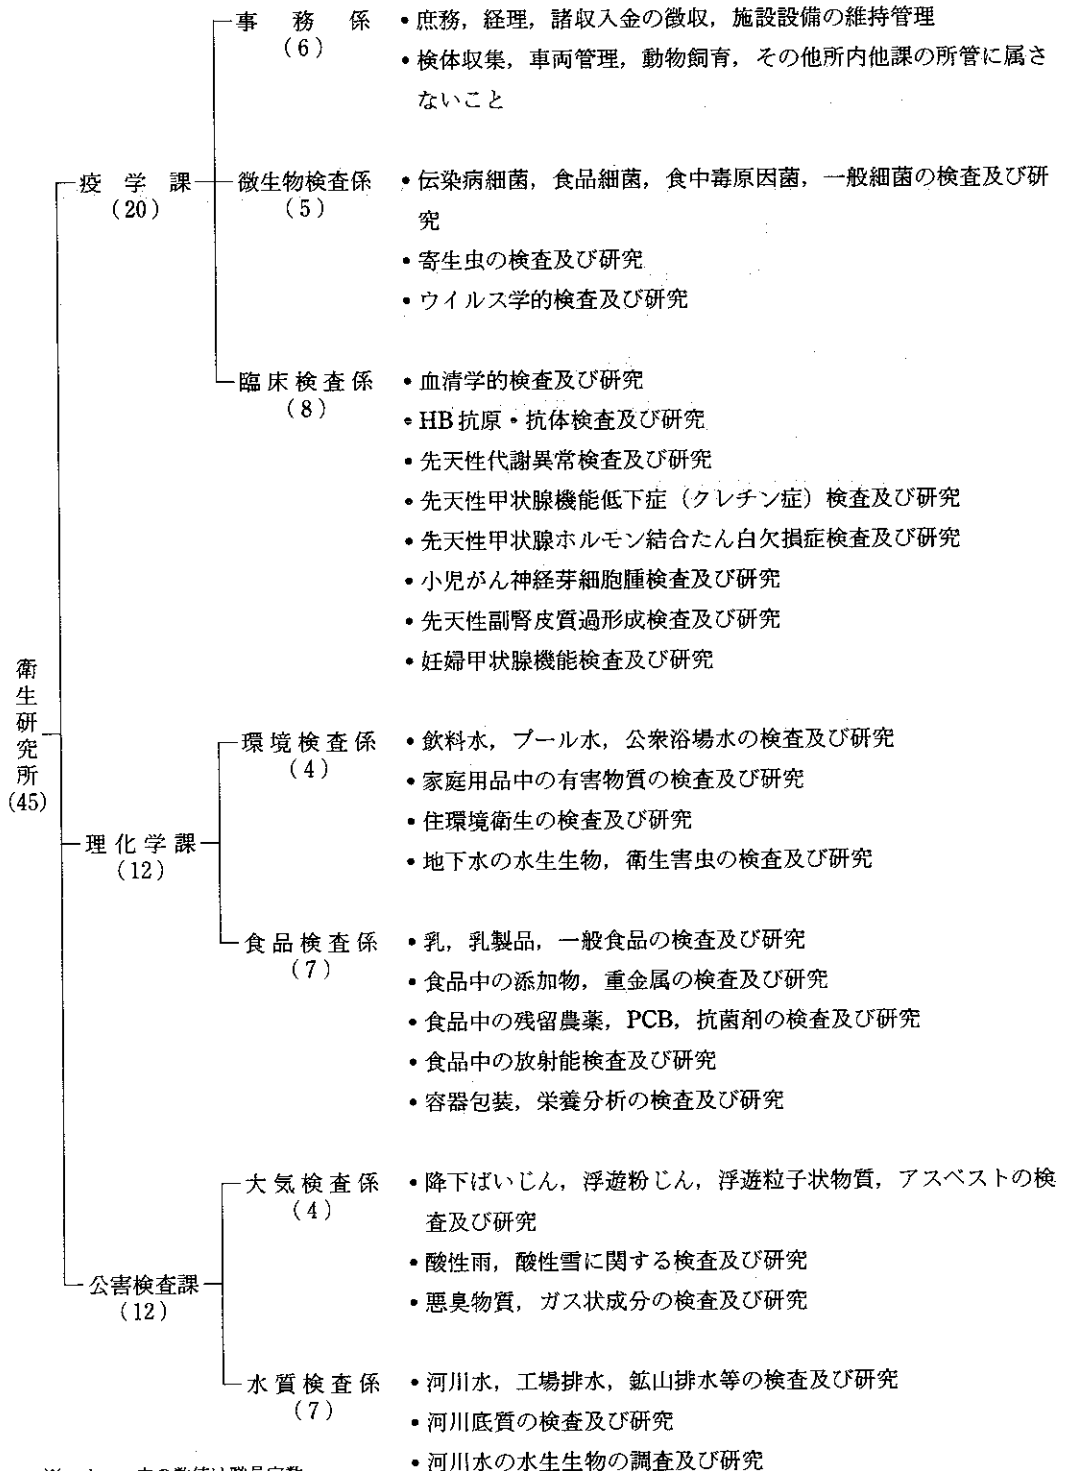 衛生研究所
(45)
疫学課
(20)
事務係
(6)
• 庶務，経理，諸収入金の徴収，施設設備の維持管理
• 検体収集，車両管理，動物飼育，その他所内他課の所管に属さ
ないこと
微生物検査係
(5)
• 伝染病細菌，食品細菌，食中毒原因菌，一般細菌の検査及び研
究
• 寄生虫の検査及び研究
• ウイルス学的検査及び研究
臨床検査係
(8)
• 血清学的検査及び研究
• HB抗原・抗体検査及び研究
• 先天性代謝異常検査及び研究
• 先天性甲状腺機能低下症（クレチン症）検査及び研究
• 先天性甲状腺ホルモン結合たん白欠損症検査及び研究
• 小児がん神経芽細胞腫検査及び研究
• 先天性副腎皮質過形成検査及び研究
• 妊婦甲状腺機能検査及び研究
理化学課
(12)
環境検査係
(4)
• 飲料水，プール水，公衆浴場水の検査及び研究
• 家庭用品中の有害物質の検査及び研究
• 住環境衛生の検査及び研究
• 地下水の水生生物，衛生害虫の検査及び研究
食品検査係
(7)
• 乳，乳製品，一般食品の検査及び研究
• 食品中の添加物，重金属の検査及び研究
• 食品中の残留農薬，PCB，抗菌剤の検査及び研究
• 食品中の放射能検査及び研究
• 容器包装，栄養分析の検査及び研究
公害検査課
(12)
大気検査係
(4)
• 降下ばいじん，浮遊粉じん，浮遊粒子状物質，アスベストの検
査及び研究
• 酸性雨，酸性雪に関する検査及び研究
• 悪臭物質，ガス状成分の検査及び研究
水質検査係
(7)
• 河川水，工場排水，鉱山排水等の検査及び研究
• 河川底質の検査及び研究
• 河川水の水生生物の調査及び研究